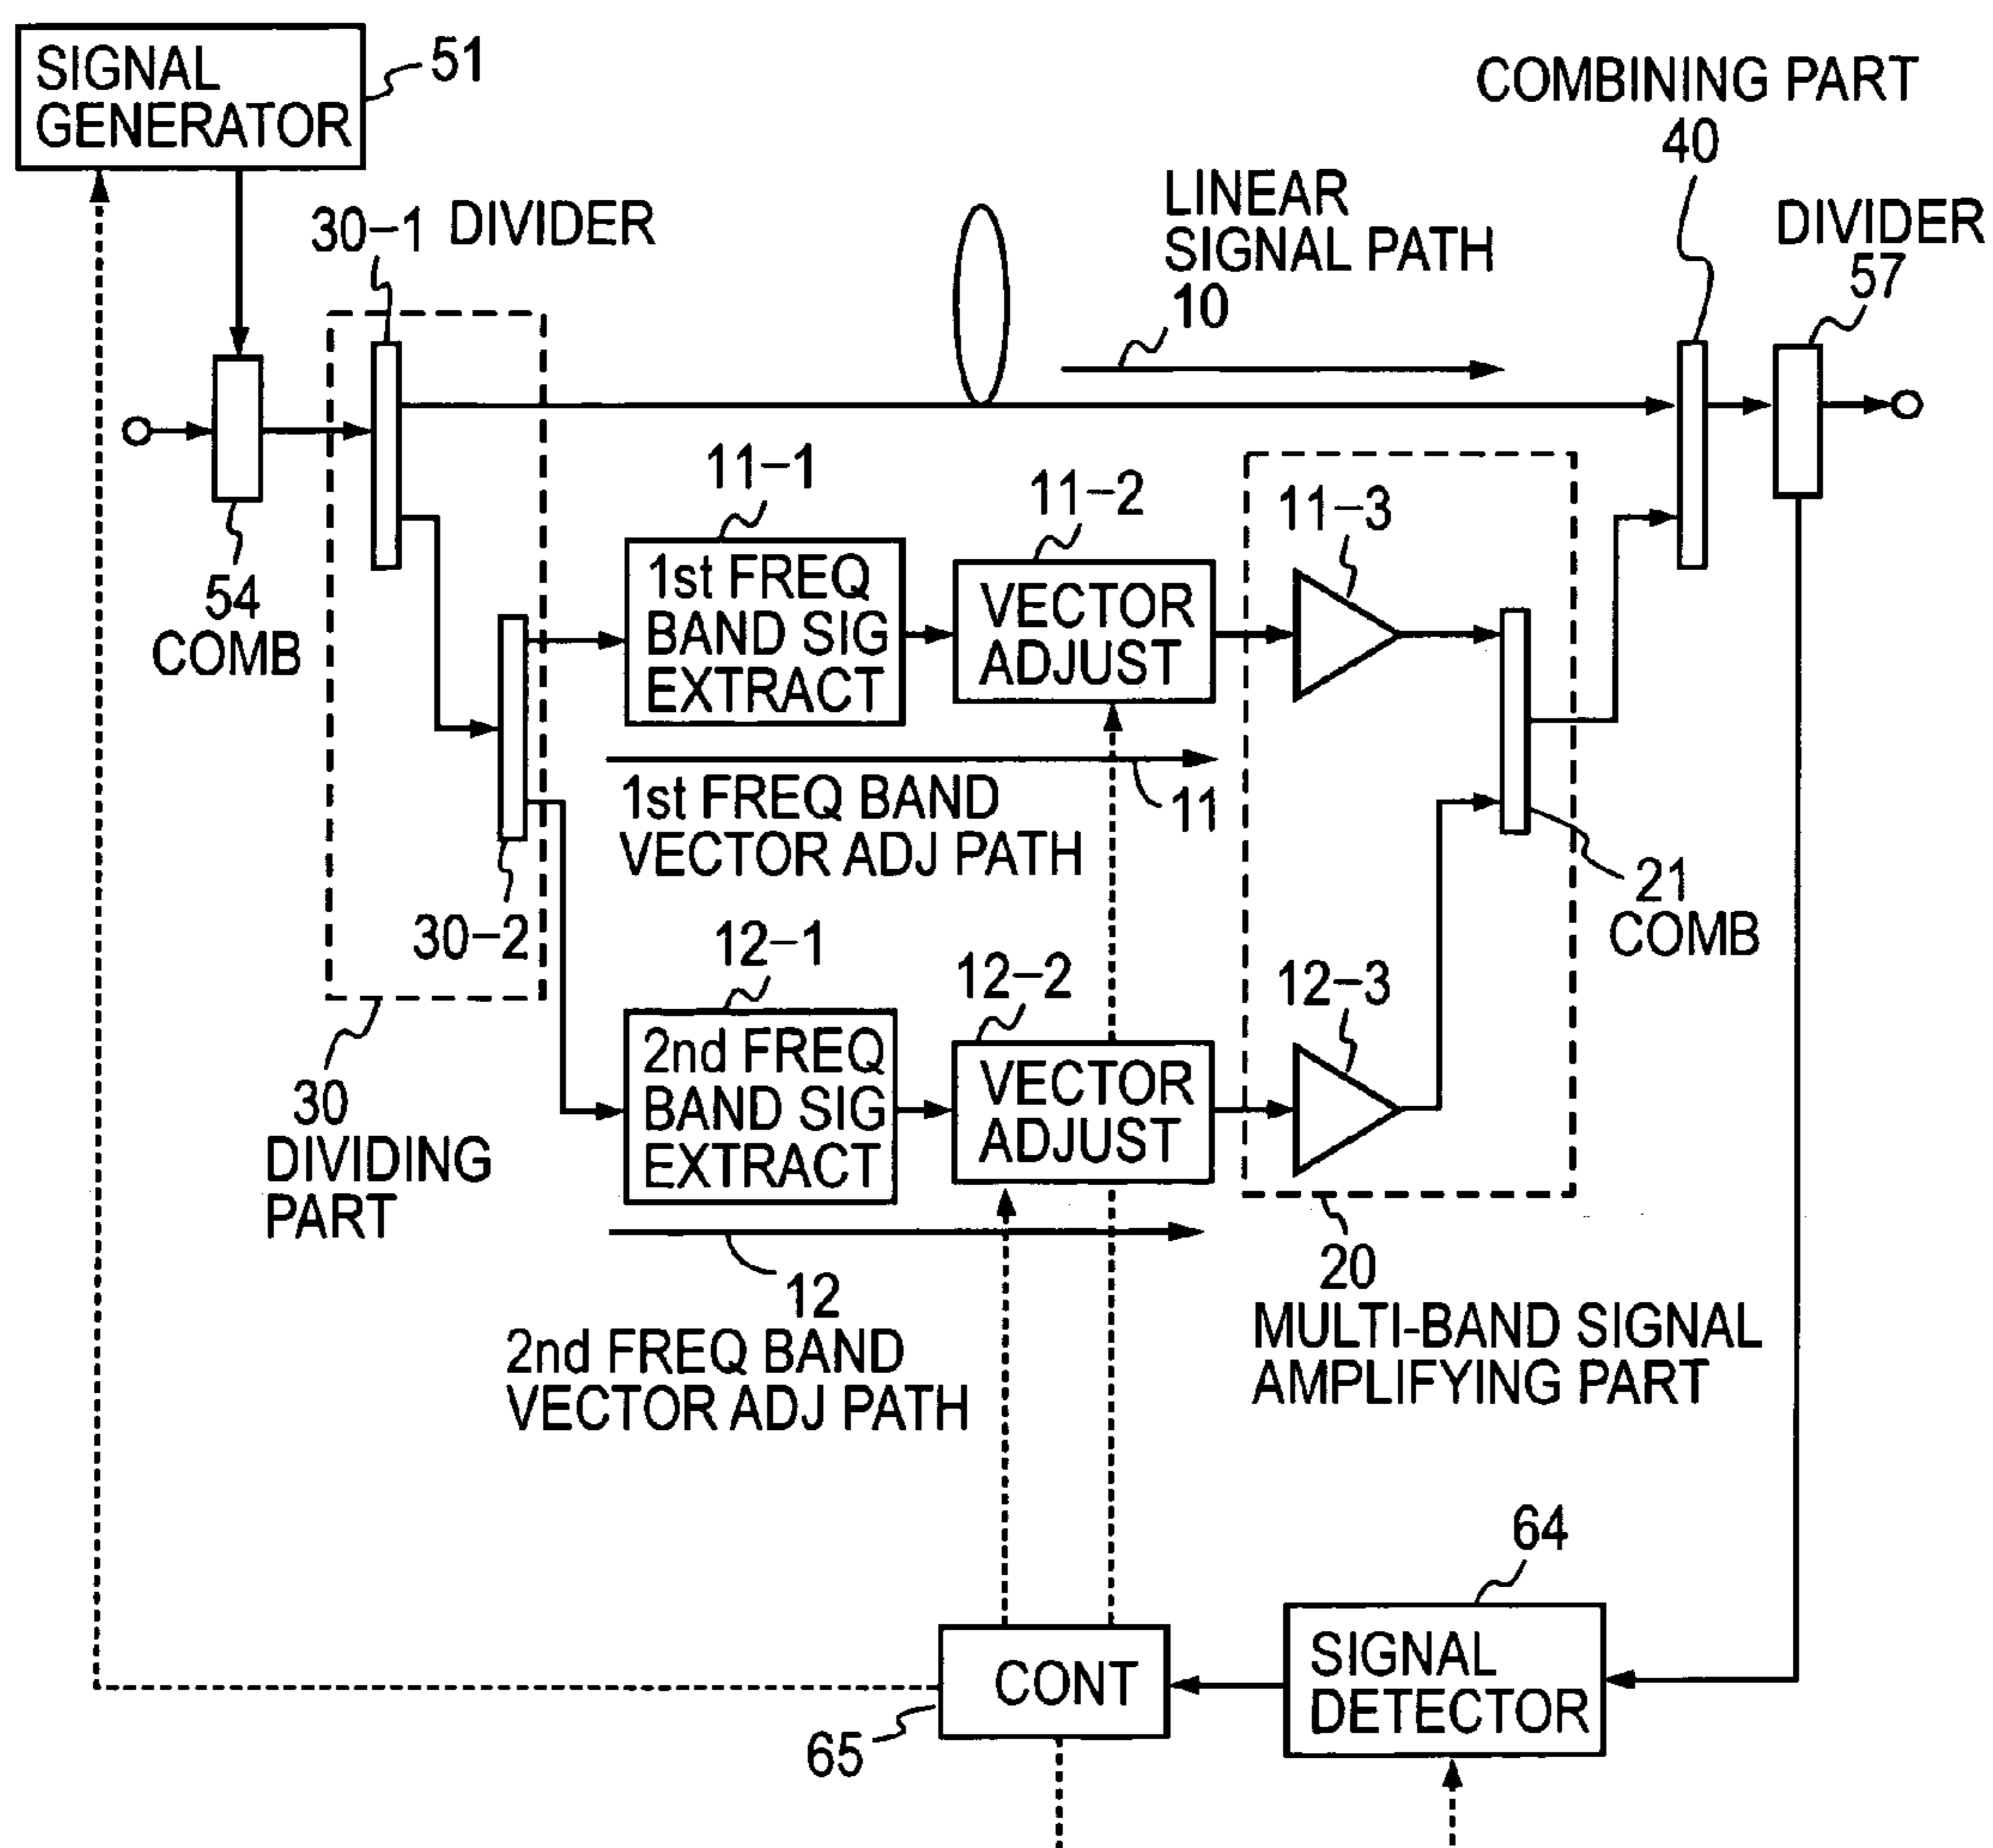 SIGNAL
GENERATOR
51
COMBINING PART
40
30-1 DIVIDER
LINEAR
SIGNAL PATH
10
DIVIDER
57
54
COMB
11-1
11-2
11-3
1st FREQ
BAND SIG
EXTRACT
VECTOR
ADJUST
11
1st FREQ BAND
VECTOR ADJ PATH
21
COMB
30-2
12-1
12-2
12-3
2nd FREQ
BAND SIG
EXTRACT
VECTOR
ADJUST
30
DIVIDING
PART
12
2nd FREQ BAND
VECTOR ADJ PATH
20
MULTI-BAND SIGNAL
AMPLIFYING PART
64
CONT
65
SIGNAL
DETECTOR